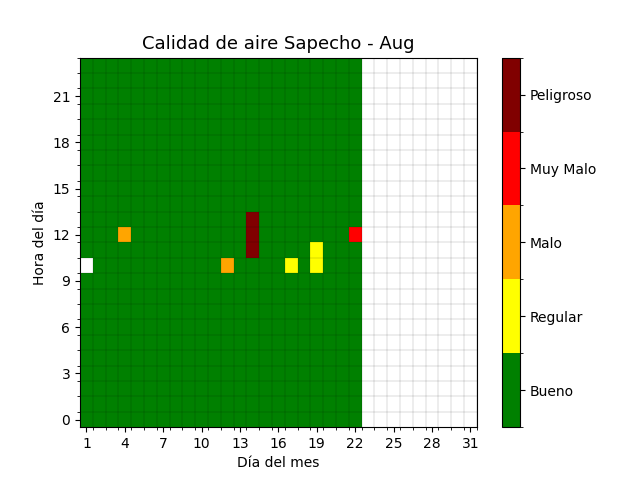 Calidad de aire Sapecho - Aug
21
18
15
12
9
6
3
0
Hora del día
1 4 7 10 13 16 19 22 25 28 31
Día del mes
Peligroso
Muy Malo
Malo
Regular
Bueno